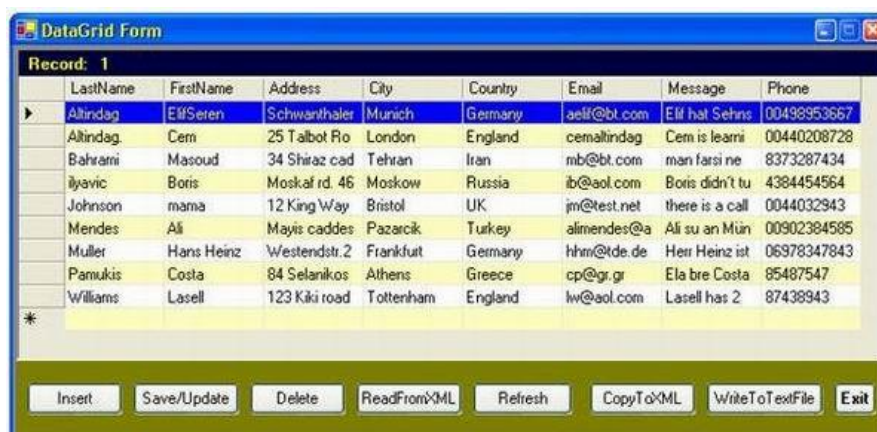 DataGrid Form
Record: 1
LastName FirstName Address City Country Email Message Phone
Altindag ElifSeren Schwanthaler Munich Germany aelif@bt.com Elif hat Sehns 00498953667
Altindag. Cem 25 Talbot Ro London England cemaltindag Cem is learni 00440208728
Bahrami Masoud 34 Shiraz cad Tehran Iran mb@bt.com man farsi ne 8373287434
ilyavic Boris Moskaf rd. 46 Moskow Russia ib@aol.com Boris didn't tu 4384454564
Johnson mama 12 King Way Bristol UK jm@test.net there is a call 0044032943
Mendes Ali Mayis caddes Pazarcik Turkey alimendes@a Ali su an Mün 00902384585
Muller Hans Heinz Westendstr.2 Frankfurt Germany hhm@tde.de Herr Heinz ist 06978347843
Pamukis Costa 84 Selanikos Athens Greece cp@gr.gr Ela bre Costa 85487547
Williams Lasell 123 Kiki road Tottenham England lw@aol.com Lasell has 2 87438943
Insert Save/Update Delete ReadFromXML Refresh CopyToXML WriteToTextFile Exit